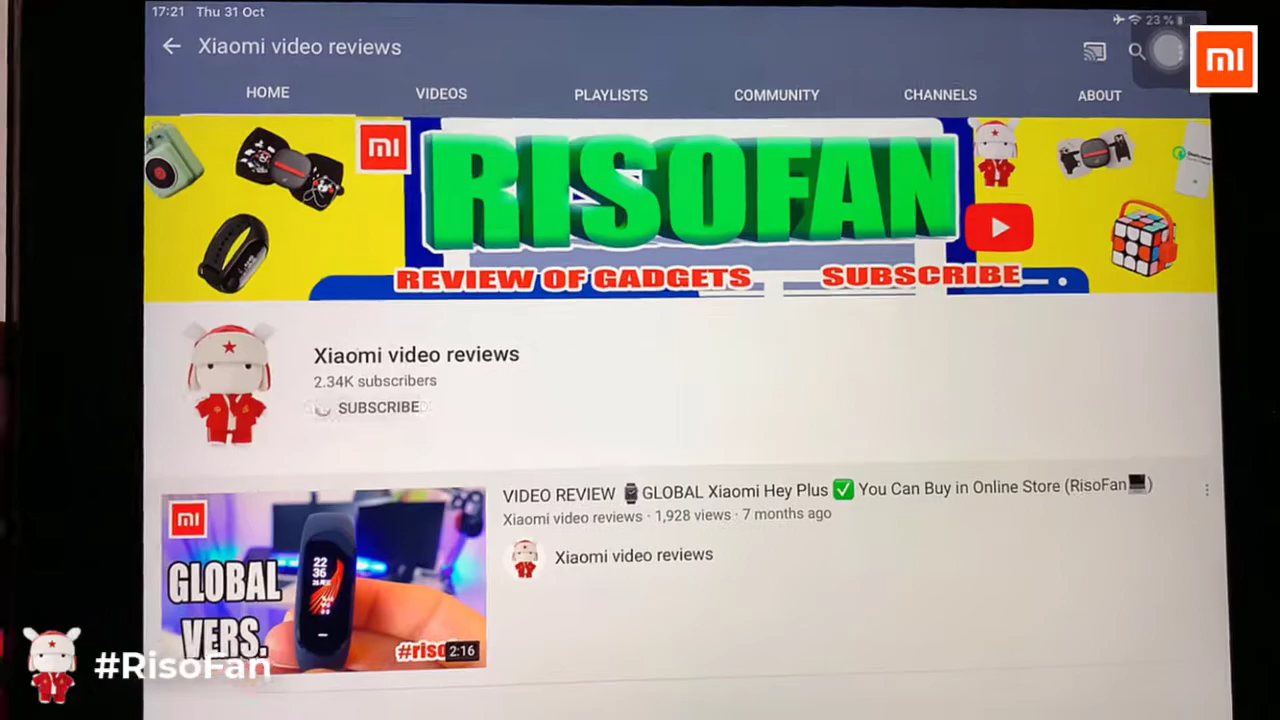 17:21 Thu 31 Oct
23 %
Xiaomi video reviews
HOME VIDEOS PLAYLISTS COMMUNITY CHANNELS ABOUT
RISOFAN
REVIEW OF GADGETS SUBSCRIBE
Xiaomi video reviews
2.34K subscribers
SUBSCRIBE
VIDEO REVIEW ⌚GLOBAL Xiaomi Hey Plus ✅ You Can Buy in Online Store (RisoFan💻)
Xiaomi video reviews · 1,928 views · 7 months ago
Xiaomi video reviews
22
36
GLOBAL
VERS.
#riso
2:16
#RisoFan